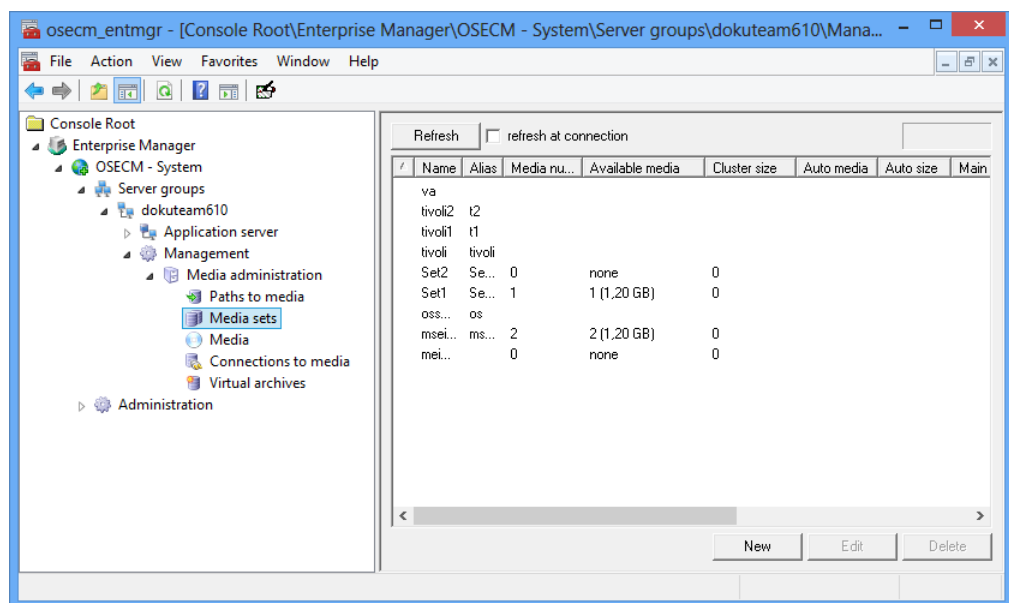 osecm_entmgr - [Console Root\Enterprise Manager\OSECM - System\Server groups\dokuteam610\Mana...
File Action View Favorites Window Help
Console Root
Enterprise Manager
OSECM - System
Server groups
dokuteam610
Application server
Management
Media administration
Paths to media
Media sets
Media
Connections to media
Virtual archives
Administration
Refresh refresh at connection
/ Name Alias Media nu... Available media Cluster size Auto media Auto size Main
va
tivoli2 t2
tivoli1 t1
tivoli tivoli
Set2 Se... 0 none 0
Set1 Se... 1 1 (1,20 GB) 0
oss... os
msei... ms... 2 2 (1,20 GB) 0
mei... 0 none 0
New Edit Delete